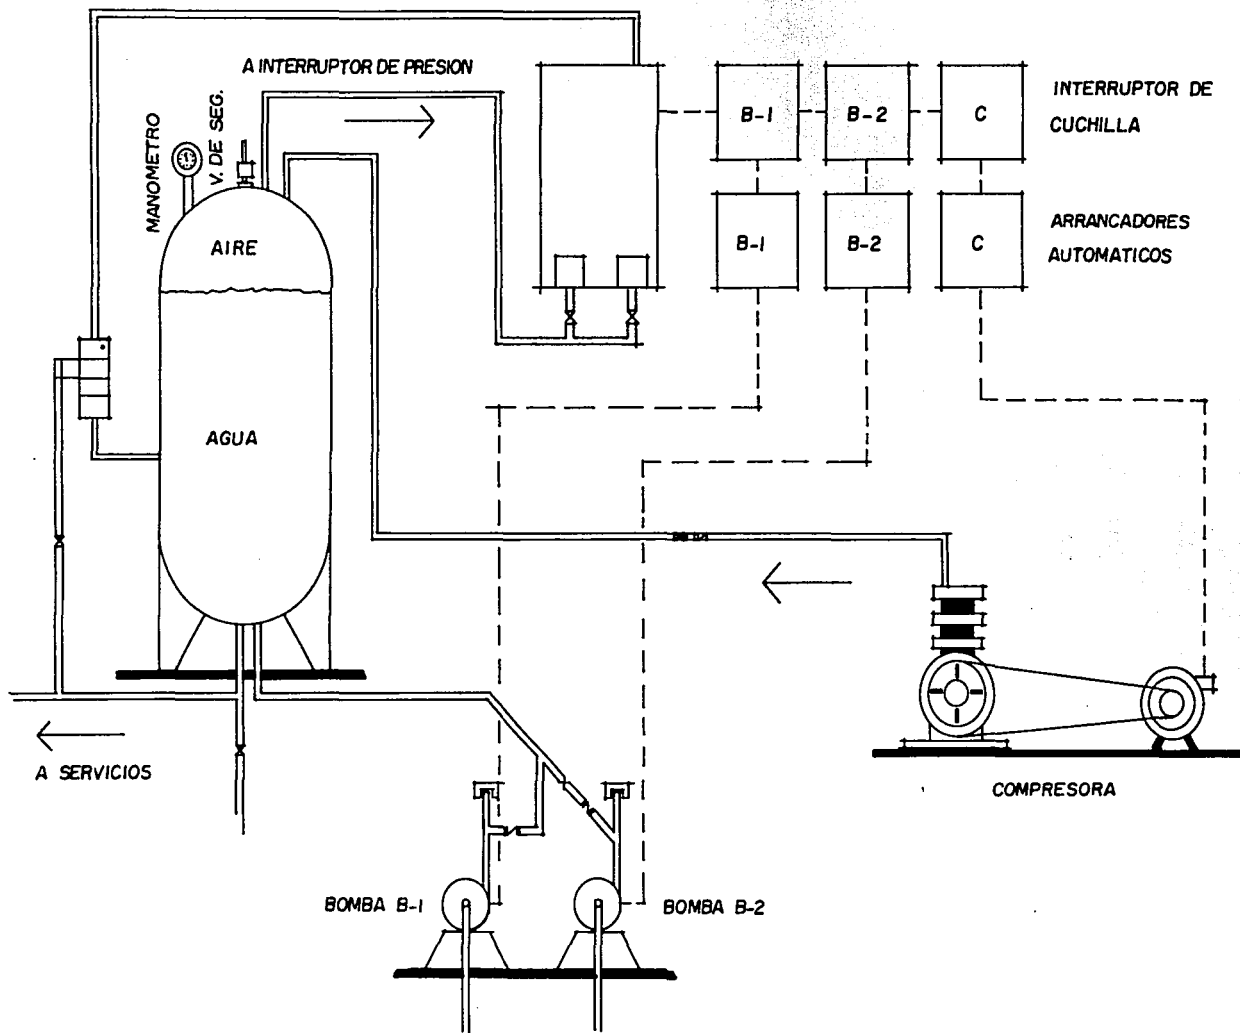 A INTERRUPTOR DE PRESION
MANOMETRO
V. DE SEG.
B-1
B-2
C
INTERRUPTOR DE
CUCHILLA
B-1
B-2
C
ARRANCADORES
AUTOMATICOS
AIRE
AGUA
A SERVICIOS
COMPRESORA
BOMBA B-1
BOMBA B-2